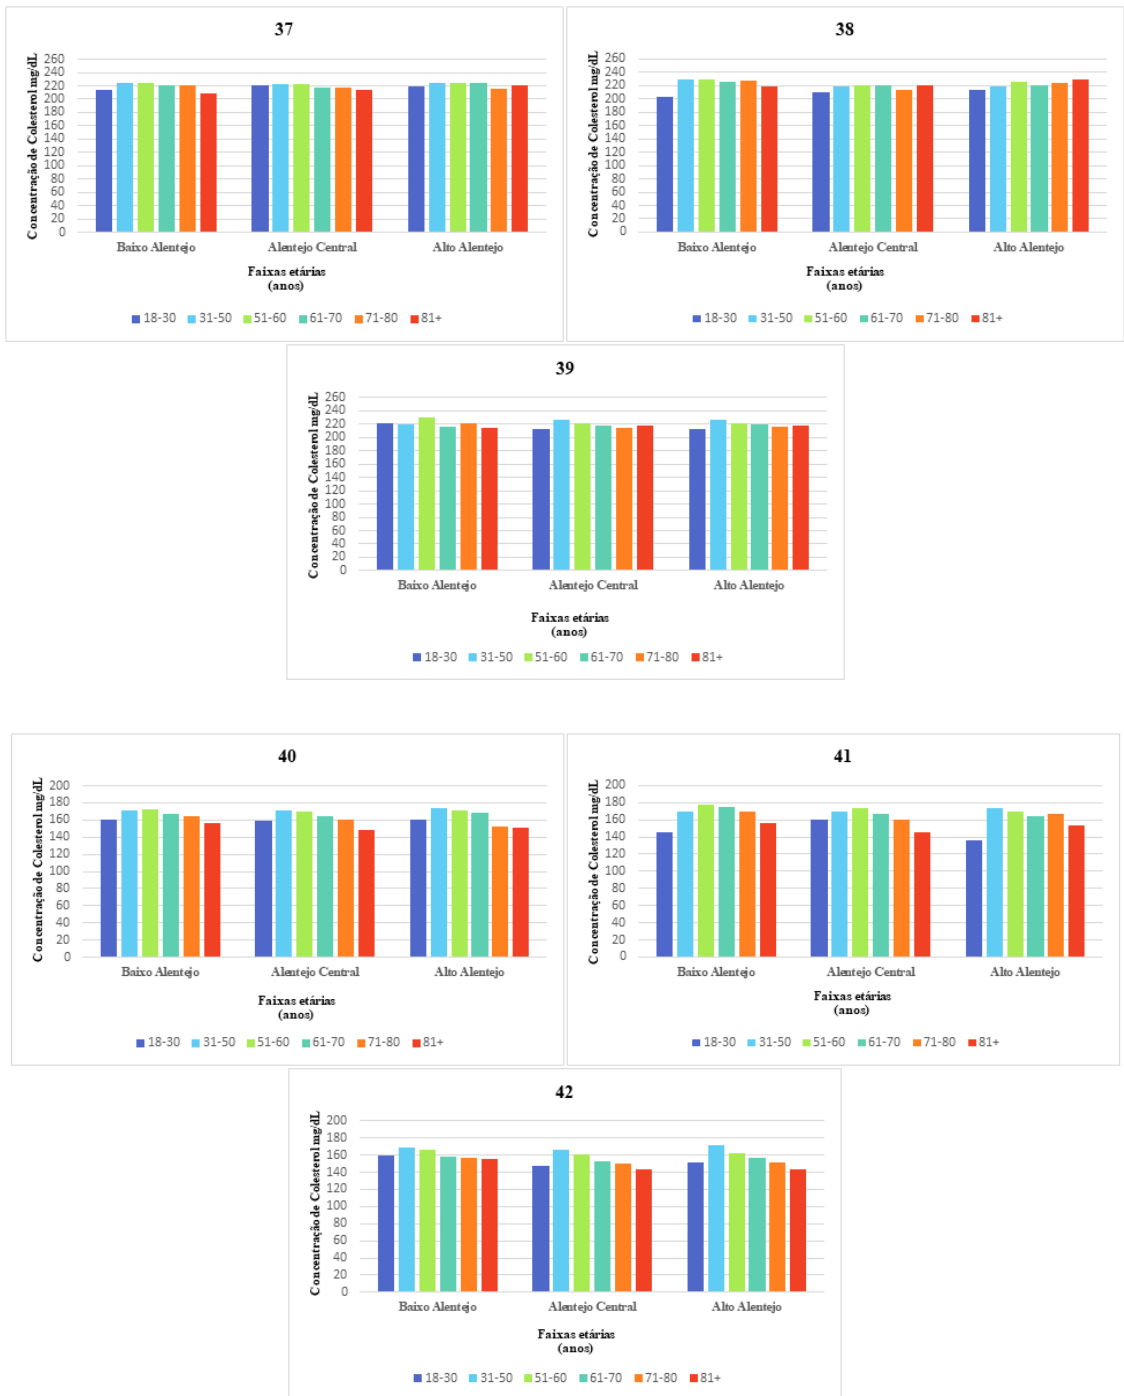 37
Concentração de Colesterol mg/dL
260
240
220
200
180
160
140
120
100
80
60
40
20
0
Baixo Alentejo Alentejo Central Alto Alentejo
Faixas etárias
(anos)
18-30 31-50 51-60 61-70 71-80 81+
38
Concentração de Colesterol mg/dL
260
240
220
200
180
160
140
120
100
80
60
40
20
0
Baixo Alentejo Alentejo Central Alto Alentejo
Faixas etárias
(anos)
18-30 31-50 51-60 61-70 71-80 81+
39
Concentração de Colesterol mg/dL
260
240
220
200
180
160
140
120
100
80
60
40
20
0
Baixo Alentejo Alentejo Central Alto Alentejo
Faixas etárias
(anos)
18-30 31-50 51-60 61-70 71-80 81+
40
Concentração de Colesterol mg/dL
200
180
160
140
120
100
80
60
40
20
0
Baixo Alentejo Alentejo Central Alto Alentejo
Faixas etárias
(anos)
18-30 31-50 51-60 61-70 71-80 81+
41
Concentração de Colesterol mg/dL
200
180
160
140
120
100
80
60
40
20
0
Baixo Alentejo Alentejo Central Alto Alentejo
Faixas etárias
(anos)
18-30 31-50 51-60 61-70 71-80 81+
42
Concentração de Colesterol mg/dL
200
180
160
140
120
100
80
60
40
20
0
Baixo Alentejo Alentejo Central Alto Alentejo
Faixas etárias
(anos)
18-30 31-50 51-60 61-70 71-80 81+